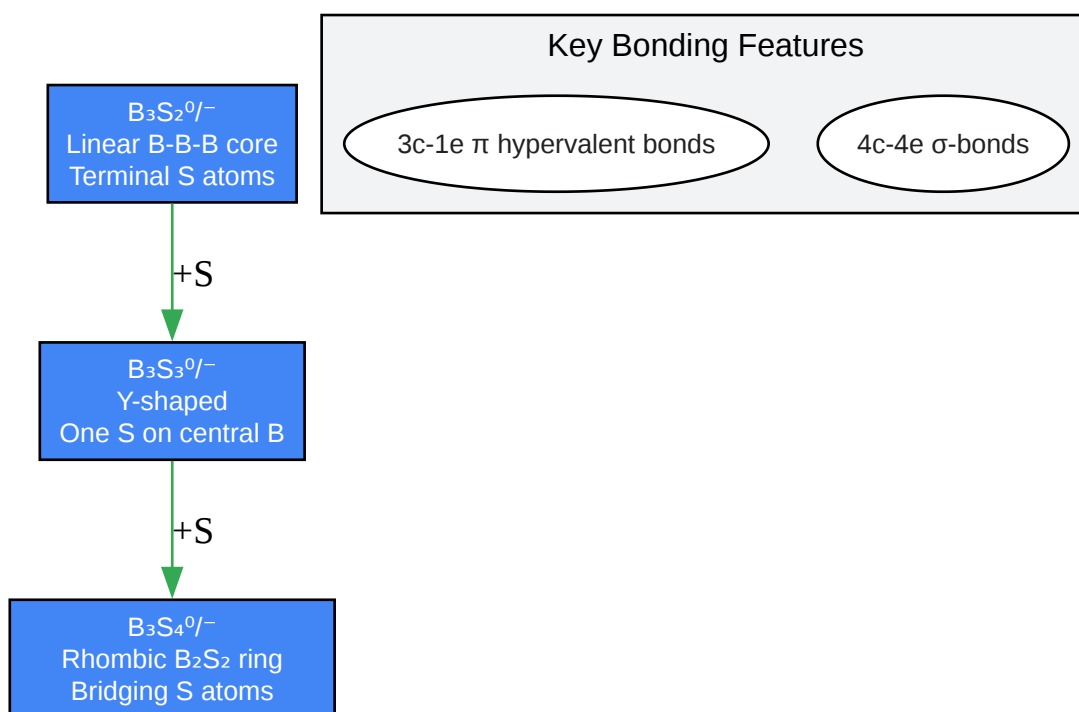 Key Bonding Features
B₃S₂⁰/⁻
Linear B-B-B core
Terminal S atoms
3c-1e π hypervalent bonds
4c-4e σ-bonds
+S
B₃S₃⁰/⁻
Y-shaped
One S on central B
+S
B₃S₄⁰/⁻
Rhombic B₂S₂ ring
Bridging S atoms